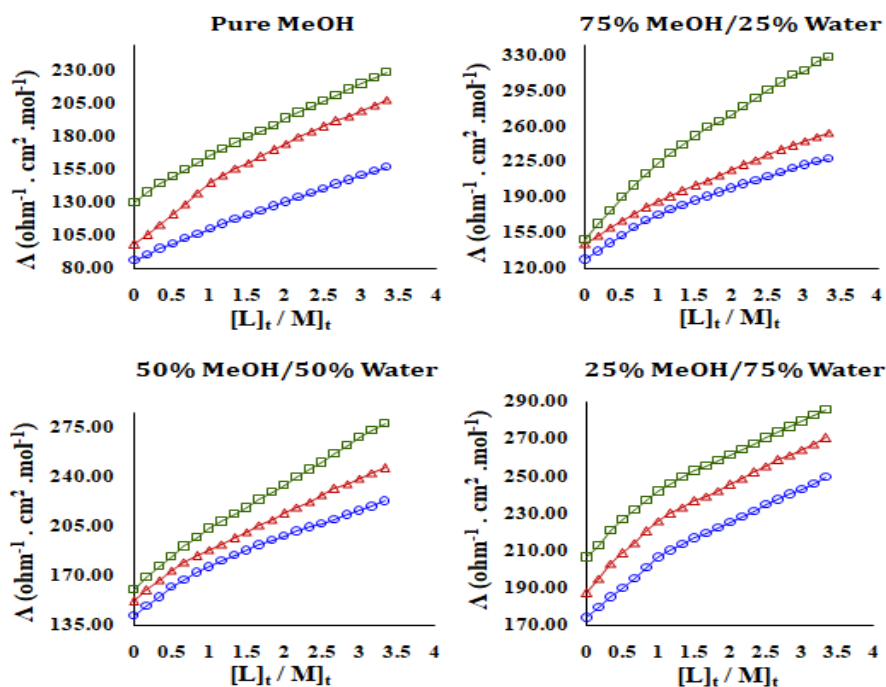 Pure MeOH
Λ (ohm⁻¹ . cm² .mol⁻¹)
230.00
205.00
180.00
155.00
130.00
105.00
80.00
0 0.5 1 1.5 2 2.5 3 3.5 4
[L]t / M]t
75% MeOH/25% Water
Λ (ohm⁻¹ . cm² .mol⁻¹)
330.00
295.00
260.00
225.00
190.00
155.00
120.00
0 0.5 1 1.5 2 2.5 3 3.5 4
[L]t / M]t
50% MeOH/50% Water
Λ (ohm⁻¹ . cm² .mol⁻¹)
275.00
240.00
205.00
170.00
135.00
0 0.5 1 1.5 2 2.5 3 3.5 4
[L]t / M]t
25% MeOH/75% Water
Λ (ohm⁻¹ . cm² .mol⁻¹)
290.00
270.00
250.00
230.00
210.00
190.00
170.00
0 0.5 1 1.5 2 2.5 3 3.5 4
[L]t / M]t